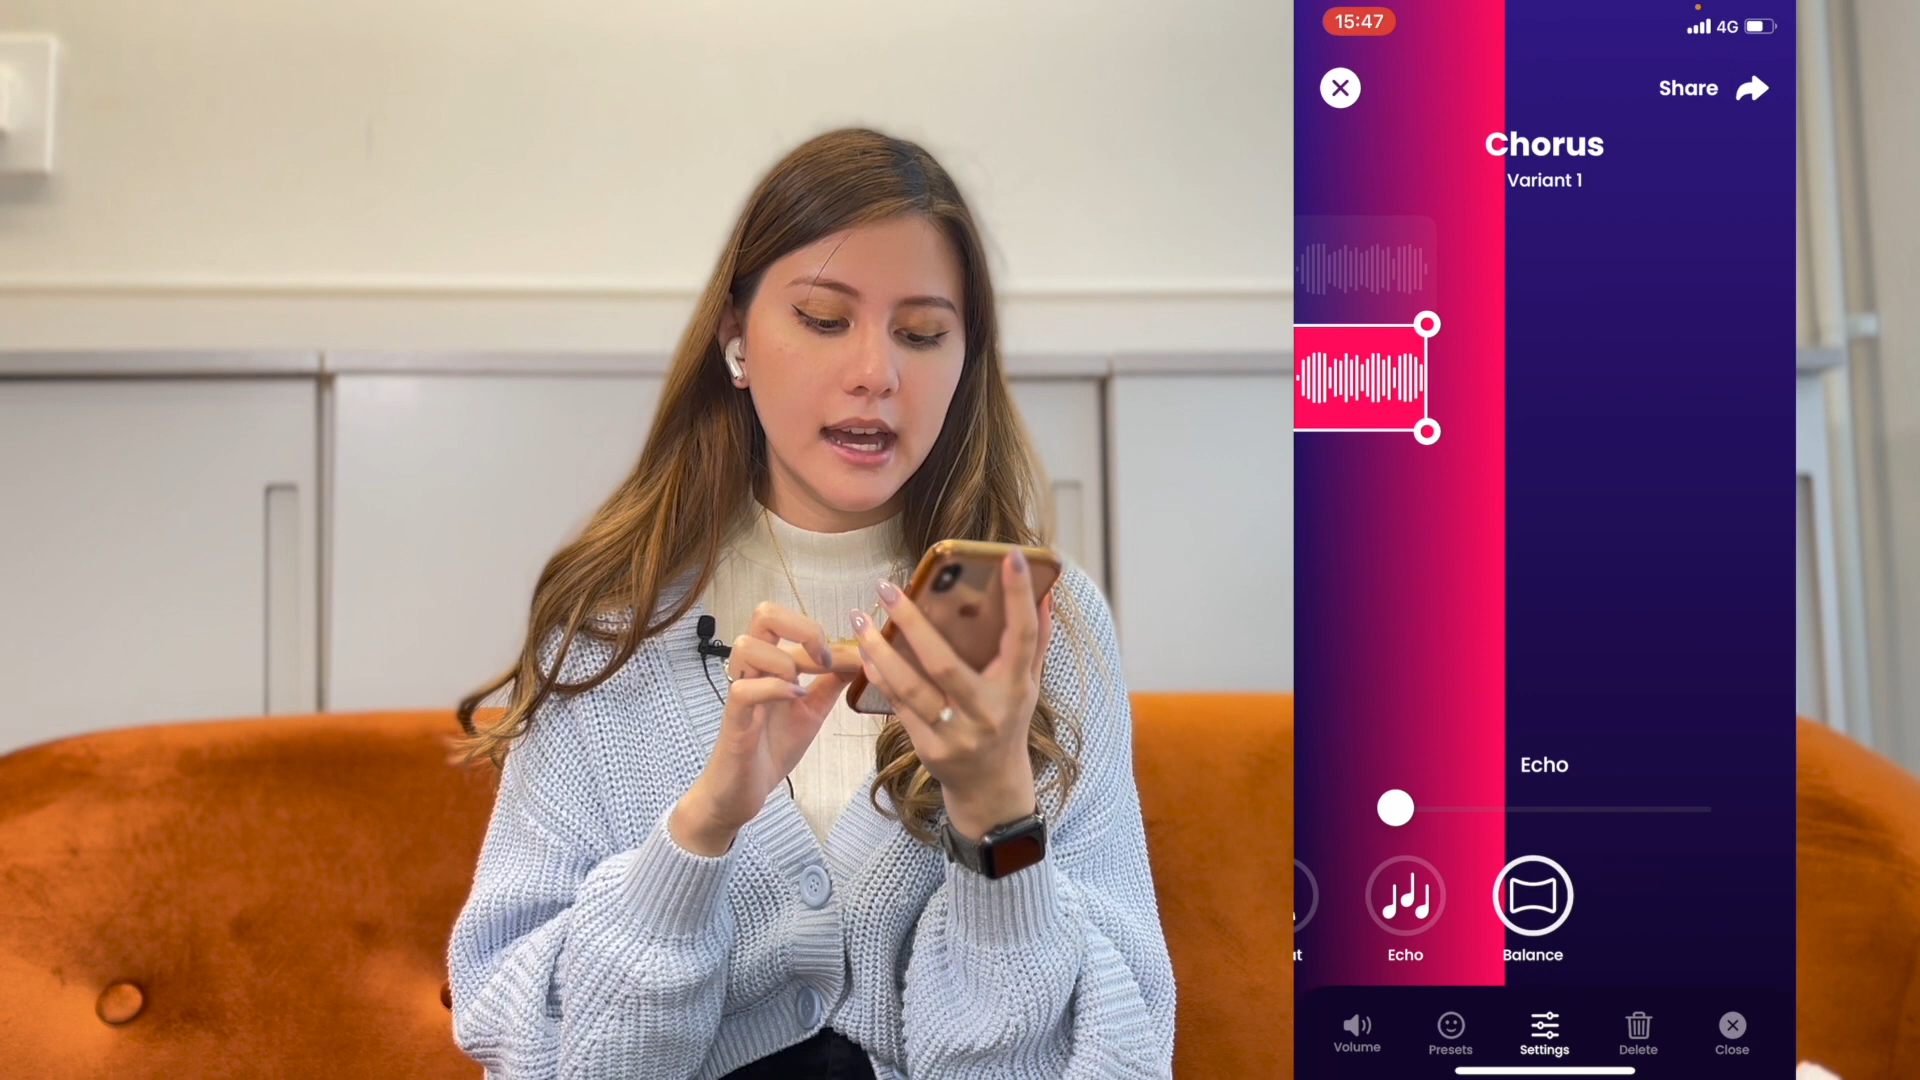 15:47
4G
Share
Chorus
Variant 1
Echo
Echo
Balance
Volume
Presets
Settings
Delete
Close